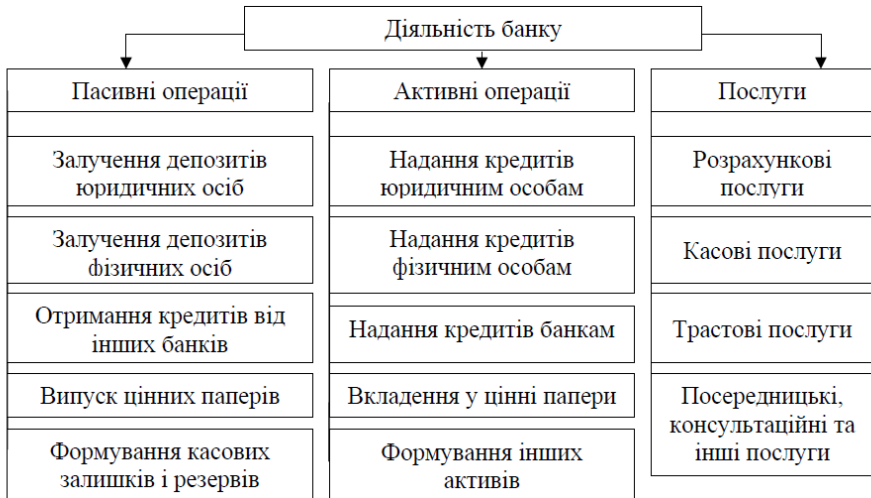 Діяльність банку
Пасивні операції
Залучення депозитів
юридичних осіб
Залучення депозитів
фізичних осіб
Отримання кредитів від
інших банків
Випуск цінних паперів
Формування касових
залишків і резервів
Активні операції
Надання кредитів
юридичним особам
Надання кредитів
фізичним особам
Надання кредитів банкам
Вкладення у цінні папери
Формування інших
активів
Послуги
Розрахункові
послуги
Касові послуги
Трастові послуги
Посередницькі,
консультаційні та
інші послуги